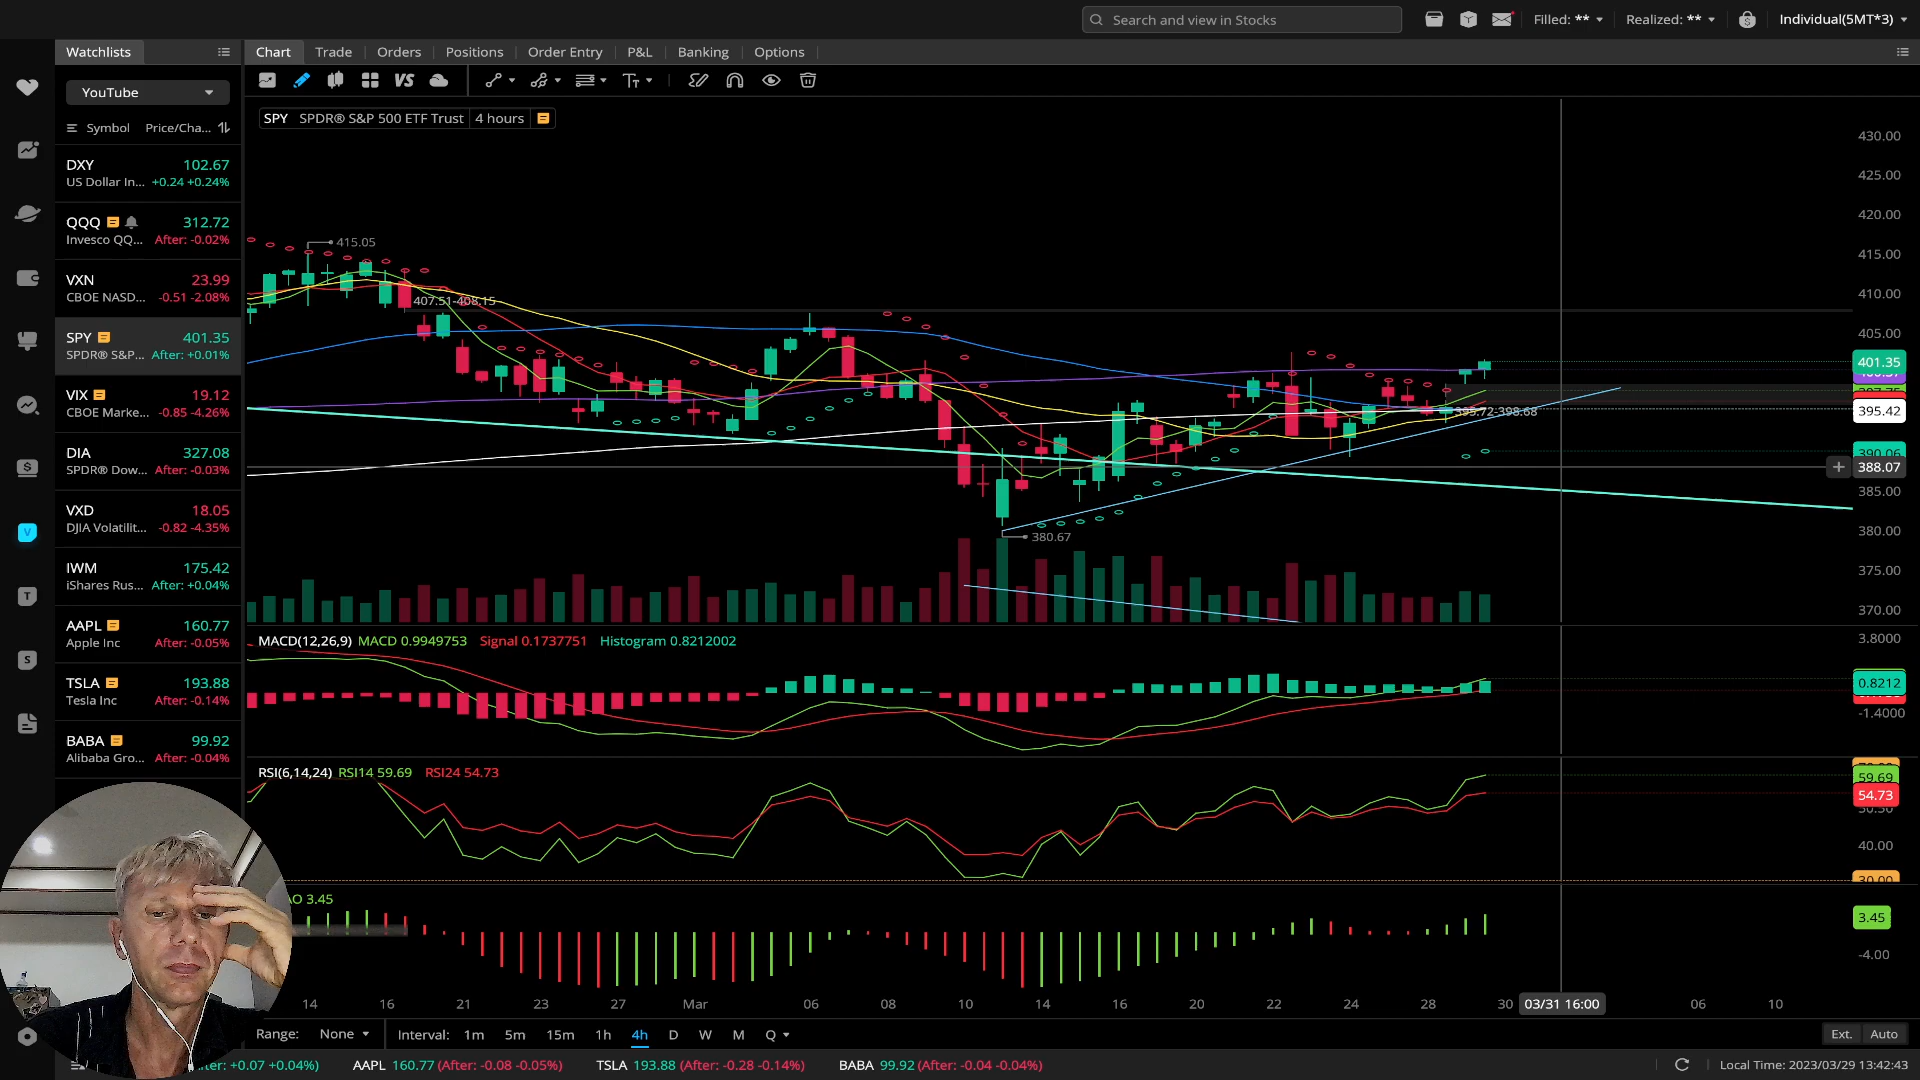 Search and view in Stocks
Filled: **
Realized: **
Individual(5MT*3)
Watchlists
Chart Trade Orders Positions Order Entry P&L Banking Options
YouTube
VS
Symbol Price/Cha...
SPY SPDR® S&P 500 ETF Trust 4 hours
DXY 102.67
US Dollar In... +0.24 +0.24%
QQQ 312.72
Invesco QQ... After: -0.02%
VXN 23.99
CBOE NASD... -0.51 -2.08%
SPY 401.35
SPDR® S&P... After: +0.01%
VIX 19.12
CBOE Marke... -0.85 -4.26%
DIA 327.08
SPDR® Dow... After: -0.03%
VXD 18.05
DJIA Volatilit... -0.82 -4.35%
IWM 175.42
iShares Rus... After: +0.04%
AAPL 160.77
Apple Inc After: -0.05%
TSLA 193.88
Tesla Inc After: -0.14%
BABA 99.92
Alibaba Gro... After: -0.04%
415.05
407.51-408.15
395.72-398.68
380.67
430.00
425.00
420.00
415.00
410.00
405.00
401.35
395.42
390.06
388.07
385.00
380.00
375.00
370.00
MACD(12,26,9) MACD 0.9949753 Signal 0.1737751 Histogram 0.8212002
3.8000
0.8212
-1.4000
RSI(6,14,24) RSI14 59.69 RSI24 54.73
59.69
54.73
40.00
30.00
AO 3.45
3.45
-4.00
14 16 21 23 27 Mar 06 08 10 14 16 20 22 24 28 30 03/31 16:00 06 10
Range: None Interval: 1m 5m 15m 1h 4h D W M Q
Ext. Auto
+0.07 +0.04%) AAPL 160.77 (After: -0.08 -0.05%) TSLA 193.88 (After: -0.28 -0.14%) BABA 99.92 (After: -0.04 -0.04%)
Local Time: 2023/03/29 13:42:43